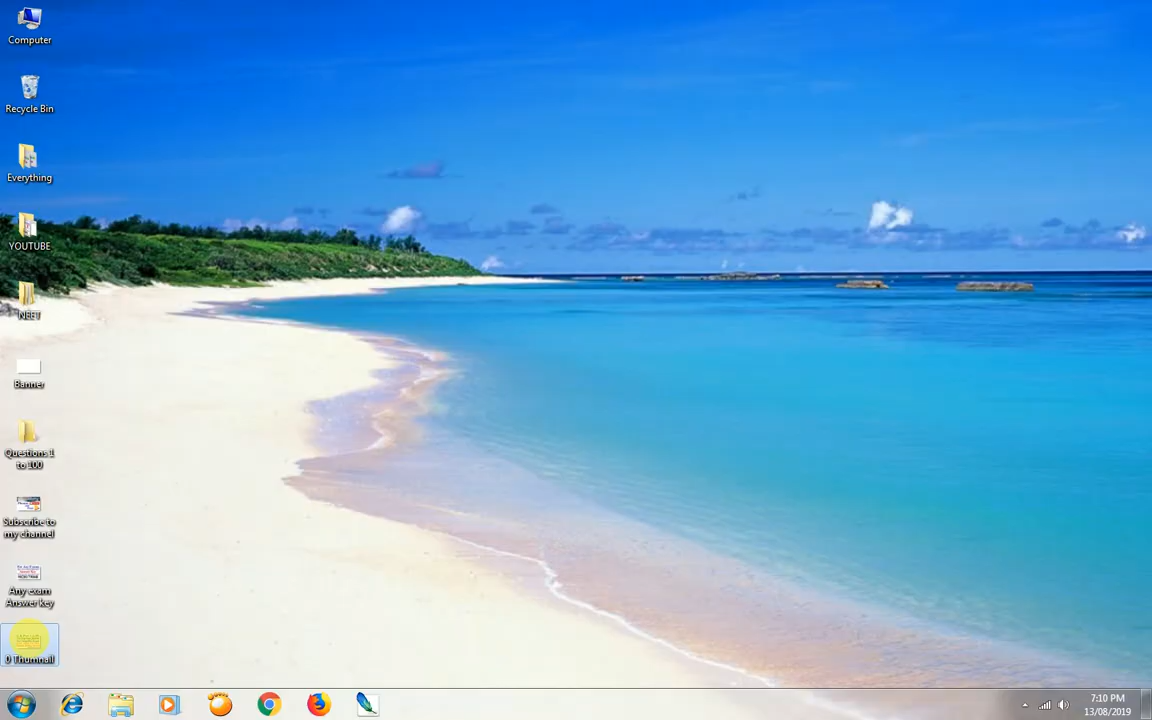 Computer
Recycle Bin
Everything
YOUTUBE
NEET
Banner
Questions 1
to 100
Subscribe to
my channel
Any exam
Answer key
0 Thumnail
7:10 PM
13/08/2019